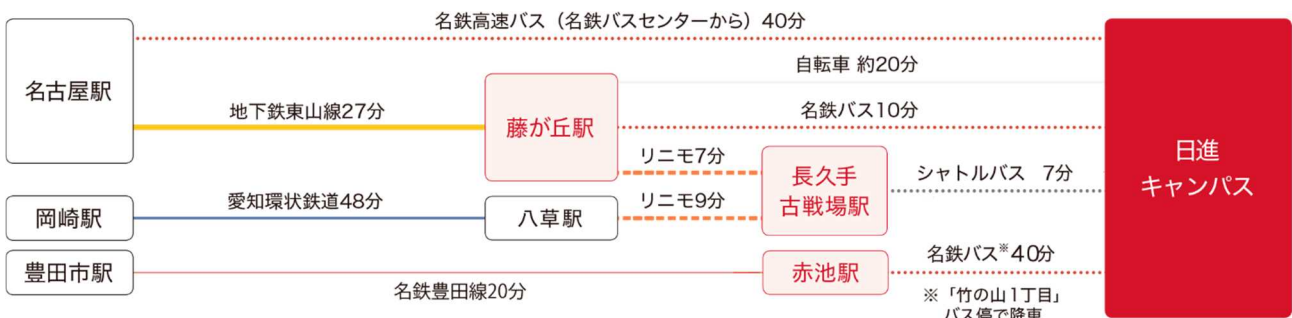 名鉄高速バス（名鉄バスセンターから）40分
自転車 約20分
名古屋駅
地下鉄東山線27分
藤が丘駅
名鉄バス10分
リニモ7分
長久手
古戦場駅
シャトルバス 7分
日進
キャンパス
岡崎駅
愛知環状鉄道48分
八草駅
リニモ9分
豊田市駅
名鉄豊田線20分
赤池駅
名鉄バス※40分
※「竹の山1丁目」
バス停で降車